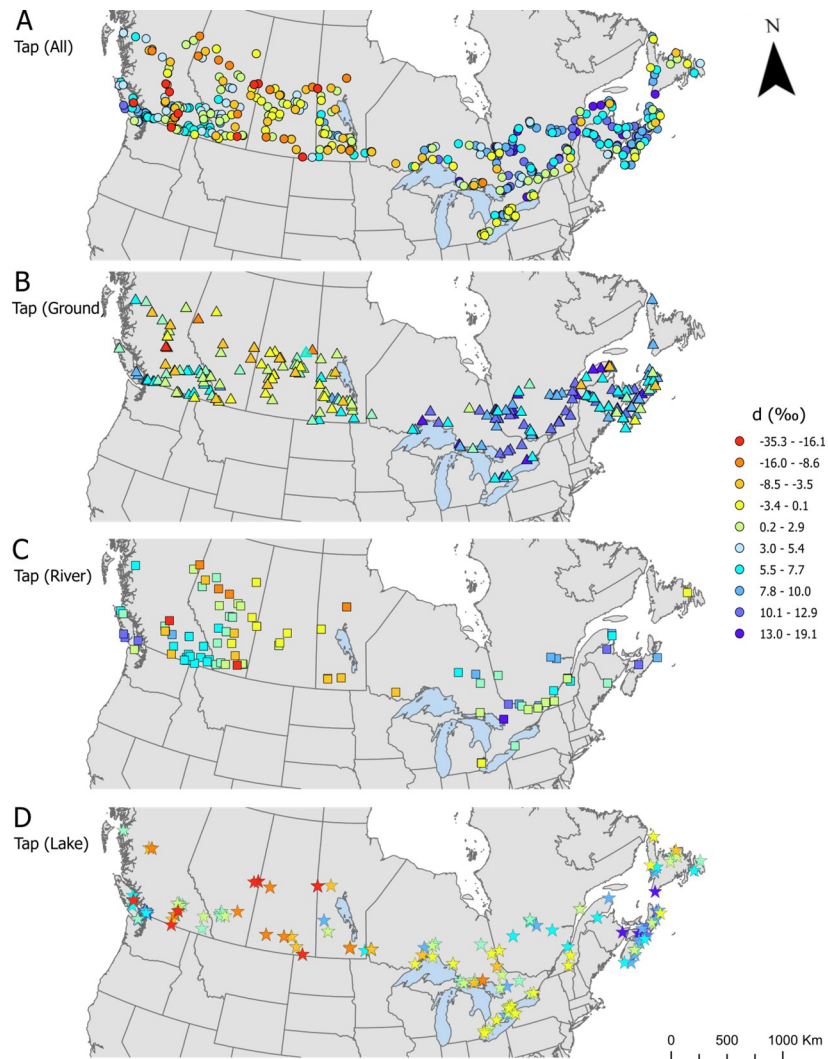 A
Tap (All)
N
B
Tap (Ground)
C
Tap (River)
D
Tap (Lake)
d (‰)
-35.3 - -16.1
-16.0 - -8.6
-8.5 - -3.5
-3.4 - 0.1
0.2 - 2.9
3.0 - 5.4
5.5 - 7.7
7.8 - 10.0
10.1 - 12.9
13.0 - 19.1
0 500 1000 Km